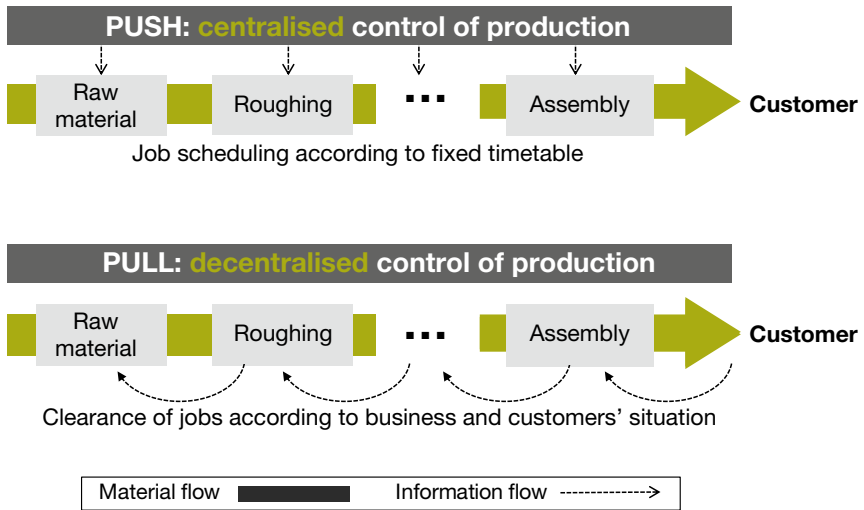 PUSH: centralised control of production
Raw
material
Roughing
...
Assembly
Customer
Job scheduling according to fixed timetable
PULL: decentralised control of production
Raw
material
Roughing
...
Assembly
Customer
Clearance of jobs according to business and customers’ situation
Material flow
Information flow